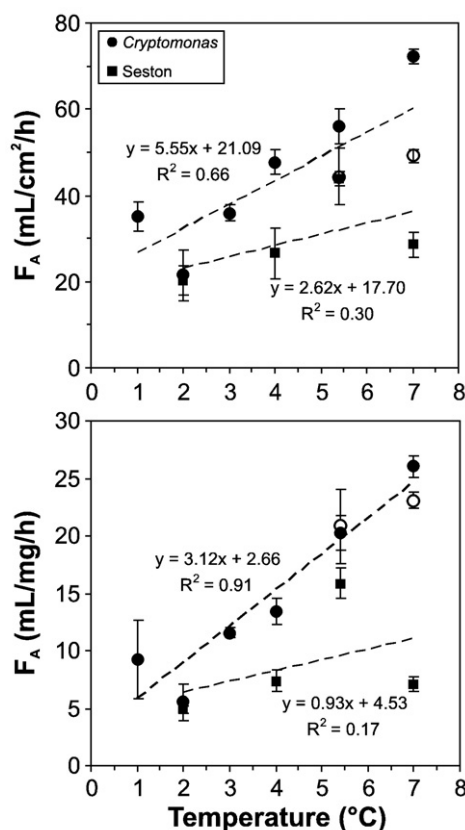 80
Cryptomonas
Seston
60
y = 5.55x + 21.09
R² = 0.66
40
20
y = 2.62x + 17.70
R² = 0.30
0
0 1 2 3 4 5 6 7 8
F_A (mL/cm²/h)
30
25
20
y = 3.12x + 2.66
R² = 0.91
15
10
5
y = 0.93x + 4.53
R² = 0.17
0
0 1 2 3 4 5 6 7 8
F_A (mL/mg/h)
Temperature (°C)